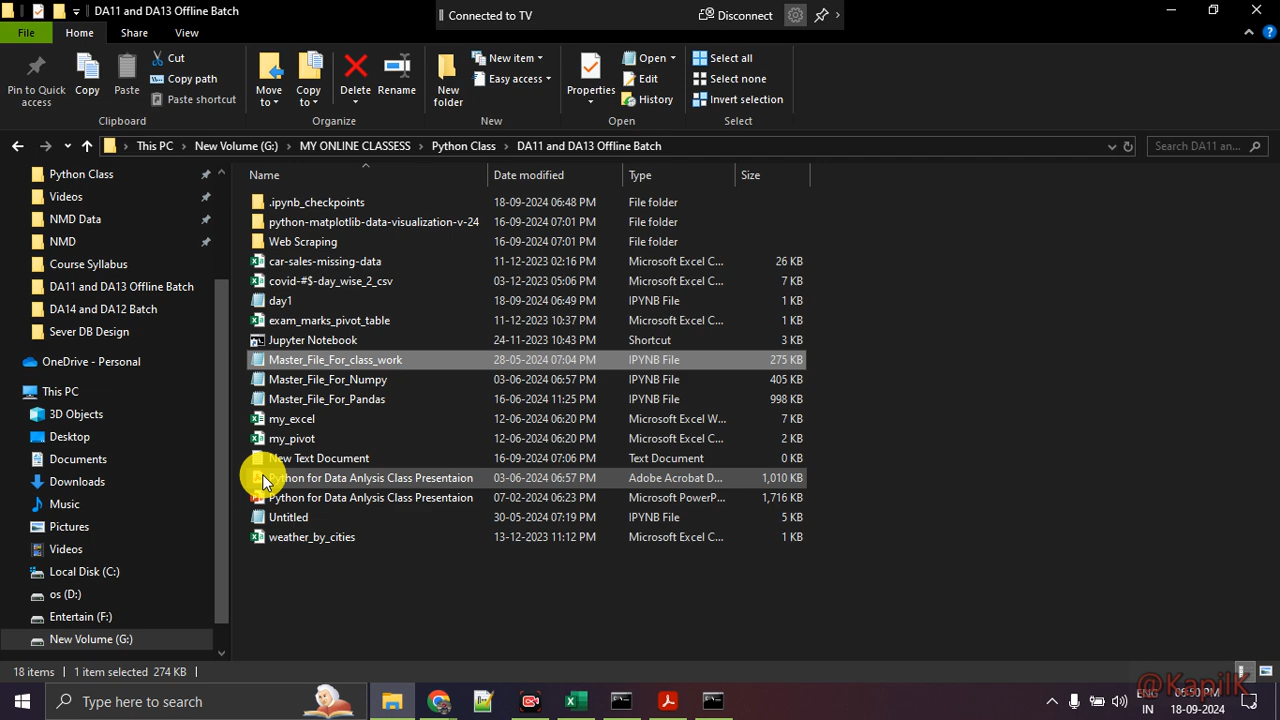 DA11 and DA13 Offline Batch
Connected to TV
Disconnect
File
Home
Share
View
Pin to Quick access
Copy
Paste
Cut
Copy path
Paste shortcut
Clipboard
Move to
Copy to
Delete
Rename
Organize
New folder
New item
Easy access
New
Properties
Open
Edit
History
Open
Select all
Select none
Invert selection
Select
This PC > New Volume (G:) > MY ONLINE CLASSESS > Python Class > DA11 and DA13 Offline Batch
Search DA11 an...
Python Class
Videos
NMD Data
NMD
Course Syllabus
DA11 and DA13 Offline Batch
DA14 and DA12 Batch
Sever DB Design
OneDrive - Personal
This PC
3D Objects
Desktop
Documents
Downloads
Music
Pictures
Videos
Local Disk (C:)
os (D:)
Entertain (F:)
New Volume (G:)
Name Date modified Type Size
.ipynb_checkpoints 18-09-2024 06:48 PM File folder
python-matplotlib-data-visualization-v-24 16-09-2024 07:01 PM File folder
Web Scraping 16-09-2024 07:01 PM File folder
car-sales-missing-data 11-12-2023 02:16 PM Microsoft Excel C... 26 KB
covid-#$-day_wise_2_csv 03-12-2023 05:06 PM Microsoft Excel C... 7 KB
day1 18-09-2024 06:49 PM IPYNB File 1 KB
exam_marks_pivot_table 11-12-2023 10:37 PM Microsoft Excel C... 1 KB
Jupyter Notebook 24-11-2023 10:43 PM Shortcut 3 KB
Master_File_For_class_work 28-05-2024 07:04 PM IPYNB File 275 KB
Master_File_For_Numpy 03-06-2024 06:57 PM IPYNB File 405 KB
Master_File_For_Pandas 16-06-2024 11:25 PM IPYNB File 998 KB
my_excel 12-06-2024 06:20 PM Microsoft Excel W... 7 KB
my_pivot 12-06-2024 06:20 PM Microsoft Excel C... 2 KB
New Text Document 16-09-2024 07:06 PM Text Document 0 KB
Python for Data Anlysis Class Presentaion 03-06-2024 06:57 PM Adobe Acrobat D... 1,010 KB
Python for Data Anlysis Class Presentaion 07-02-2024 06:23 PM Microsoft PowerP... 1,716 KB
Untitled 30-05-2024 07:19 PM IPYNB File 5 KB
weather_by_cities 13-12-2023 11:12 PM Microsoft Excel C... 1 KB
18 items 1 item selected 274 KB
@KapilK
Type here to search
ENG
IN
06:50 PM
18-09-2024